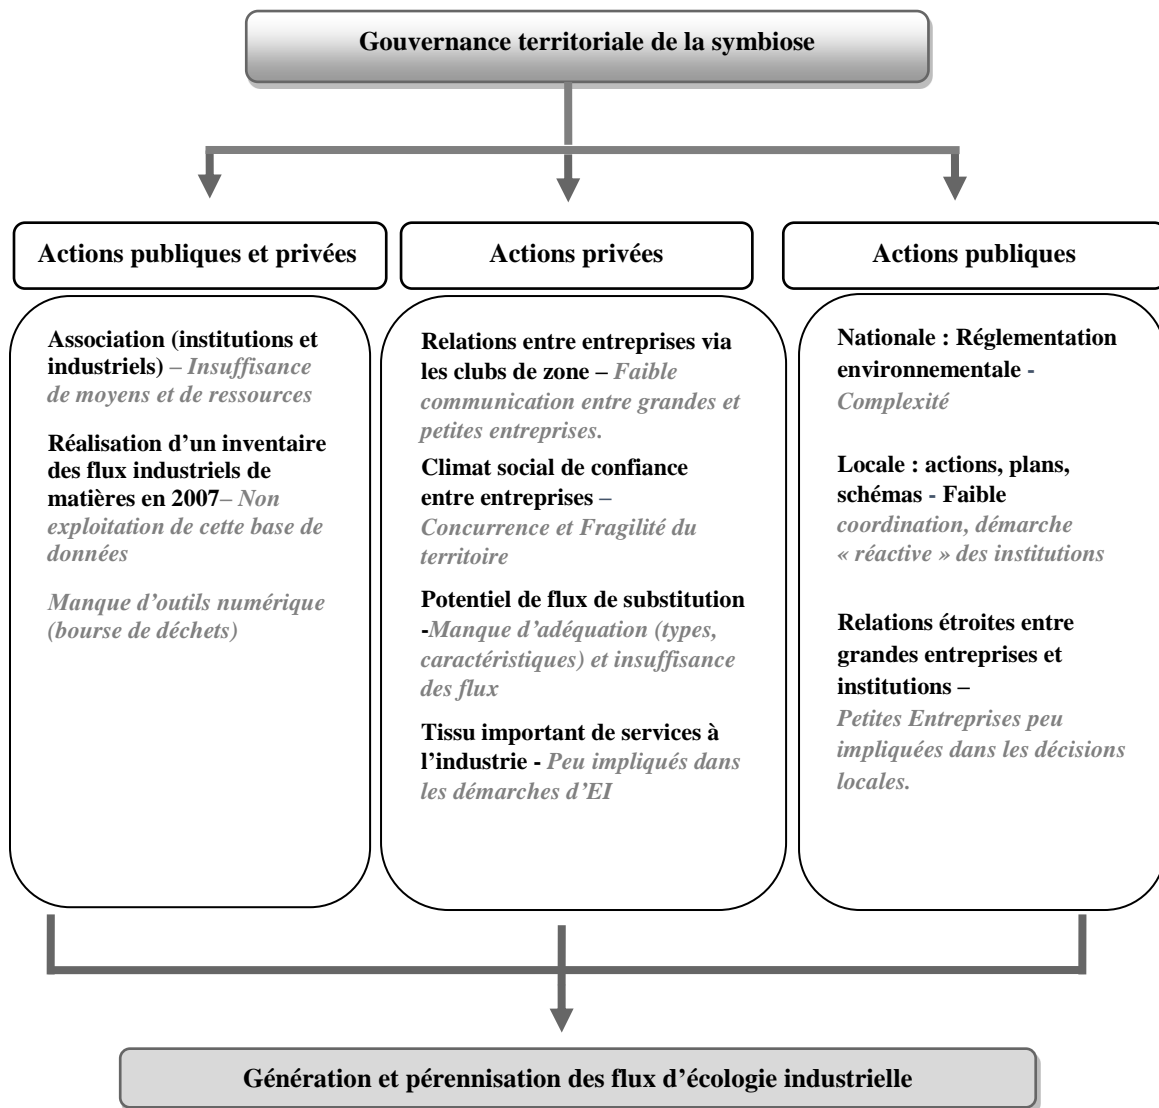 Gouvernance territoriale de la symbiose
Actions publiques et privées
Association (institutions et
industriels) – Insuffisance
de moyens et de ressources
Réalisation d’un inventaire
des flux industriels de
matières en 2007– Non
exploitation de cette base de
données
Manque d’outils numérique
(bourse de déchets)
Actions privées
Relations entre entreprises via
les clubs de zone – Faible
communication entre grandes et
petites entreprises.
Climat social de confiance
entre entreprises –
Concurrence et Fragilité du
territoire
Potentiel de flux de substitution
-Manque d’adéquation (types,
caractéristiques) et insuffisance
des flux
Tissu important de services à
l’industrie - Peu impliqués dans
les démarches d’EI
Actions publiques
Nationale : Réglementation
environnementale -
Complexité
Locale : actions, plans,
schémas - Faible
coordination, démarche
« réactive » des institutions
Relations étroites entre
grandes entreprises et
institutions –
Petites Entreprises peu
impliquées dans les décisions
locales.
Génération et pérennisation des flux d’écologie industrielle